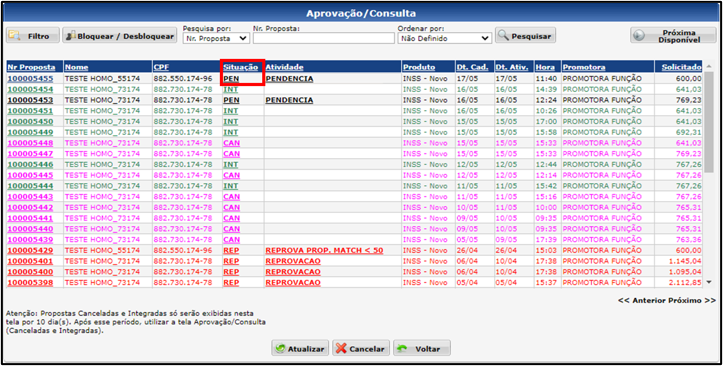 Aprovação/Consulta
Filtro Bloquear / Desbloquear Pesquisa por: Nr. Proposta Nr. Proposta: Ordenar por: Não Definido Pesquisar Próxima Disponível
Nr Proposta Nome CPF Situação Atividade Produto Dt. Cad. Dt. Ativ. Hora Promotora Solicitado
100005455 TESTE HOMO_55174 882.550.174-96 PEN PENDENCIA INSS - Novo 17/05 17/05 11:40 PROMOTORA FUNÇÃO 600,00
100005454 TESTE HOMO_73174 882.730.174-78 INT INSS - Novo 16/05 16/05 14:39 PROMOTORA FUNÇÃO 641,03
100005453 TESTE HOMO_73174 882.730.174-78 PEN PENDENCIA INSS - Novo 16/05 16/05 12:24 PROMOTORA FUNÇÃO 769,23
100005451 TESTE HOMO_73174 882.730.174-78 INT INSS - Novo 16/05 16/05 10:26 PROMOTORA FUNÇÃO 641,03
100005450 TESTE HOMO_73174 882.730.174-78 INT INSS - Novo 15/05 15/05 17:00 PROMOTORA FUNÇÃO 641,03
100005449 TESTE HOMO_73174 882.730.174-78 INT INSS - Novo 15/05 15/05 15:58 PROMOTORA FUNÇÃO 692,31
100005448 TESTE HOMO_73174 882.730.174-78 CAN INSS - Novo 15/05 15/05 15:33 PROMOTORA FUNÇÃO 641,03
100005447 TESTE HOMO_73174 882.730.174-78 CAN INSS - Novo 15/05 15/05 15:33 PROMOTORA FUNÇÃO 769,23
100005446 TESTE HOMO_73174 882.730.174-78 INT INSS - Novo 12/05 12/05 12:44 PROMOTORA FUNÇÃO 767,26
100005445 TESTE HOMO_73174 882.730.174-78 CAN INSS - Novo 12/05 12/05 12:14 PROMOTORA FUNÇÃO 767,26
100005444 TESTE HOMO_73174 882.730.174-78 INT INSS - Novo 11/05 11/05 15:42 PROMOTORA FUNÇÃO 767,26
100005443 TESTE HOMO_73174 882.730.174-78 CAN INSS - Novo 11/05 11/05 15:16 PROMOTORA FUNÇÃO 767,26
100005442 TESTE HOMO_73174 882.730.174-78 CAN INSS - Novo 10/05 10/05 11:00 PROMOTORA FUNÇÃO 765,31
100005441 TESTE HOMO_73174 882.730.174-78 CAN INSS - Novo 09/05 09/05 09:35 PROMOTORA FUNÇÃO 765,31
100005440 TESTE HOMO_73174 882.730.174-78 CAN INSS - Novo 09/05 09/05 09:35 PROMOTORA FUNÇÃO 765,31
100005439 TESTE HOMO_73174 882.730.174-78 CAN INSS - Novo 05/05 09/05 17:39 PROMOTORA FUNÇÃO 763,36
100005429 TESTE HOMO_55174 882.550.174-96 REP REPROVA PROP. MATCH < 50 INSS - Novo 26/04 26/04 15:03 PROMOTORA FUNÇÃO 600,00
100005401 TESTE HOMO_73174 882.730.174-78 REP REPROVACAO INSS - Novo 06/04 10/04 17:38 PROMOTORA FUNÇÃO 1.145,04
100005400 TESTE HOMO_73174 882.730.174-78 REP REPROVACAO INSS - Novo 06/04 10/04 17:38 PROMOTORA FUNÇÃO 1.095,04
100005398 TESTE HOMO_73174 882.730.174-78 REP REPROVACAO INSS - Novo 05/04 05/04 15:37 PROMOTORA FUNÇÃO 2.112,85
<< Anterior Próximo >>
Atenção: Propostas Canceladas e Integradas só serão exibidas nesta
tela por 10 dia(s). Após esse período, utilizar a tela Aprovação/Consulta
(Canceladas e Integradas).
Atualizar Cancelar Voltar